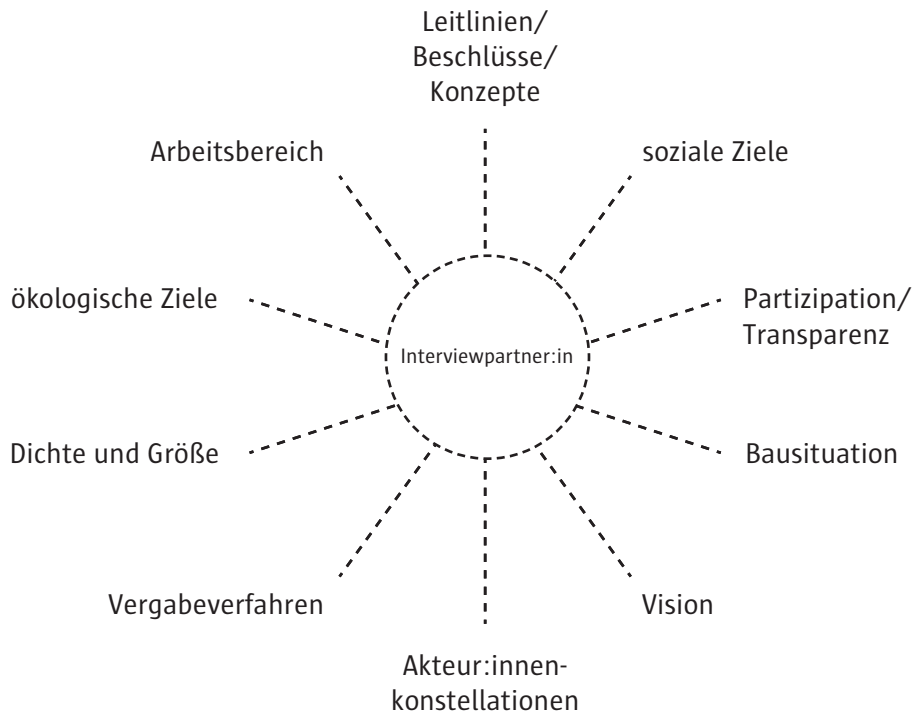 Leitlinien/
Beschlüsse/
Konzepte
Arbeitsbereich
soziale Ziele
ökologische Ziele
Partizipation/
Transparenz
Interviewpartner:in
Dichte und Größe
Bausituation
Vergabeverfahren
Vision
Akteur:innen-
konstellationen